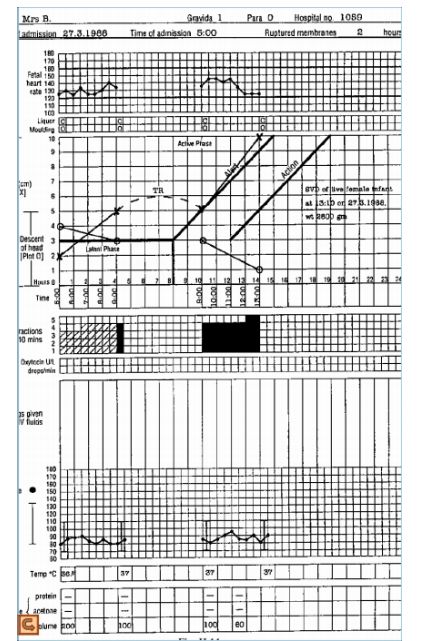 Mrs B. Gravida 1 Para 0 Hospital no 1059
admission 27.3.1988 Time of admission 5:00 Ruptured membranes 2 hours
180
170
160
Fetal 150
heart 140
rate 130
120
110
100
Liquor
Moulding
10 Active Phase
9
8 Alert Action
7
(cm) TR
X] 6 SVD of live female infant
5 at 13:10 on 27.3.1988,
4 wt 2600 gm
Descent 3
of head Latent Phase
[Plot O] 2
1
Hours 0 1 2 3 4 5 6 7 8 9 10 11 12 13 14 15 16 17 18 19 20 21 22 23 24
Time 5:00 6:00 7:00 8:00 9:00 9:00 10:00 11:00 12:00 13:00
5
ractions 4
10 mins 3
2
1
Oxytocin U/L
drops/min
gs given
IV fluids
180
170
160
150
140
130
120
110
100
90
80
70
60
Temp °C 37 37 37
protein – – –
acetone – – –
olume 200 100 100 60